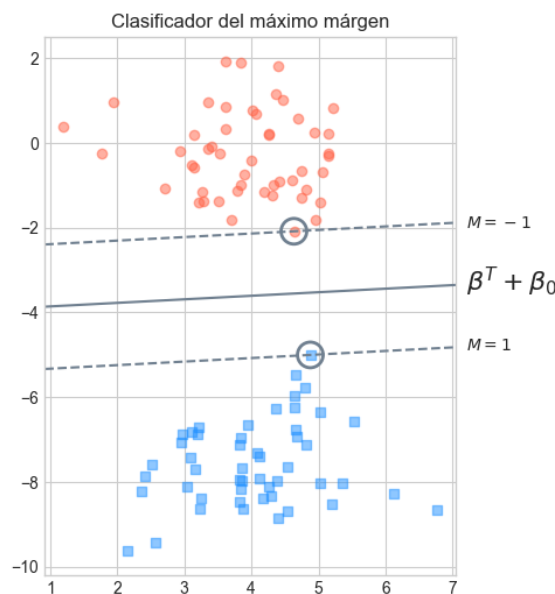 Clasificador del máximo márgen
2
0
−2
−4
−6
−8
−10
M = − 1
β^T + β₀
M = 1
1 2 3 4 5 6 7